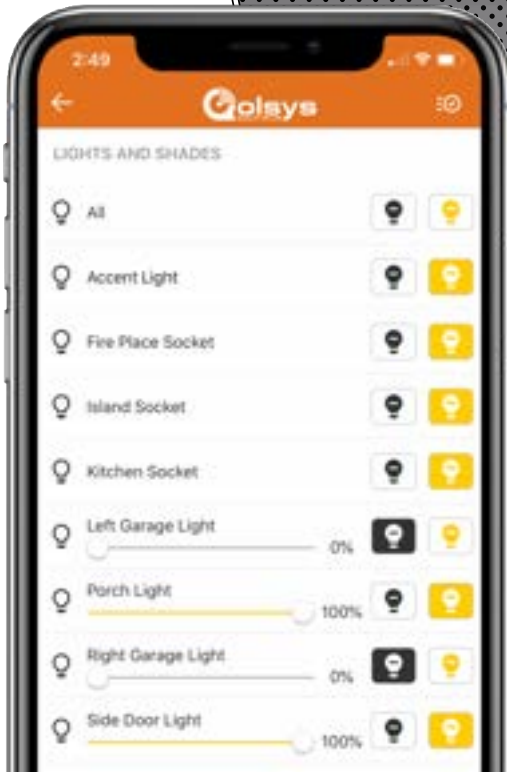 2:49
Qolsys
LIGHTS AND SHADES
All
Accent Light
Fire Place Socket
Island Socket
Kitchen Socket
Left Garage Light
0%
Porch Light
100%
Right Garage Light
0%
Side Door Light
100%